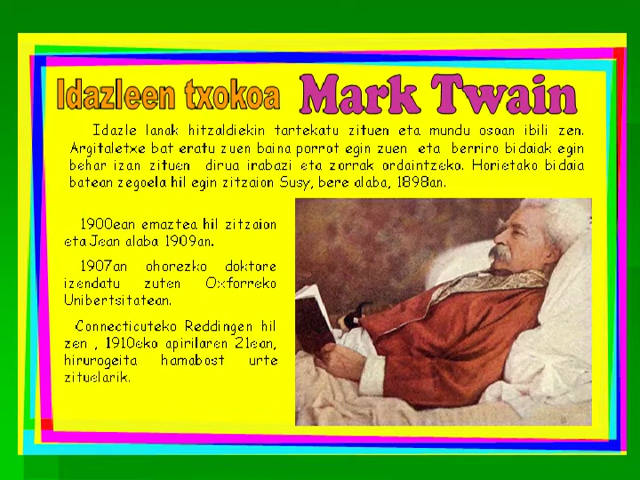 Idazleen txokoa Mark Twain
Idazle lanak hitzaldiekin tartekatu zituen eta mundu osoan ibili zen.
Argitaletxe bat eratu zuen baina porrot egin zuen eta berriro bidaiak egin
behar izan zituen dirua irabazi eta zorrak ordaintzeko. Horietako bidaia
batean zegoela hil egin zitzaion Susy, bere alaba, 1898an.
1900ean emaztea hil zitzaion
eta Jean alaba 1909an.
1907an ohorezko doktore
izendatu zuten Oxforreko
Unibertsitatean.
Connecticuteko Reddingen hil
zen , 1910eko apirilaren 21ean,
hirurogeita hamabost urte
zituelarik.